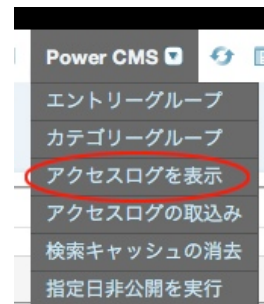 Power CMS
エントリーグループ
カテゴリーグループ
アクセスログを表示
アクセスログの取込み
検索キャッシュの消去
指定日非公開を実行